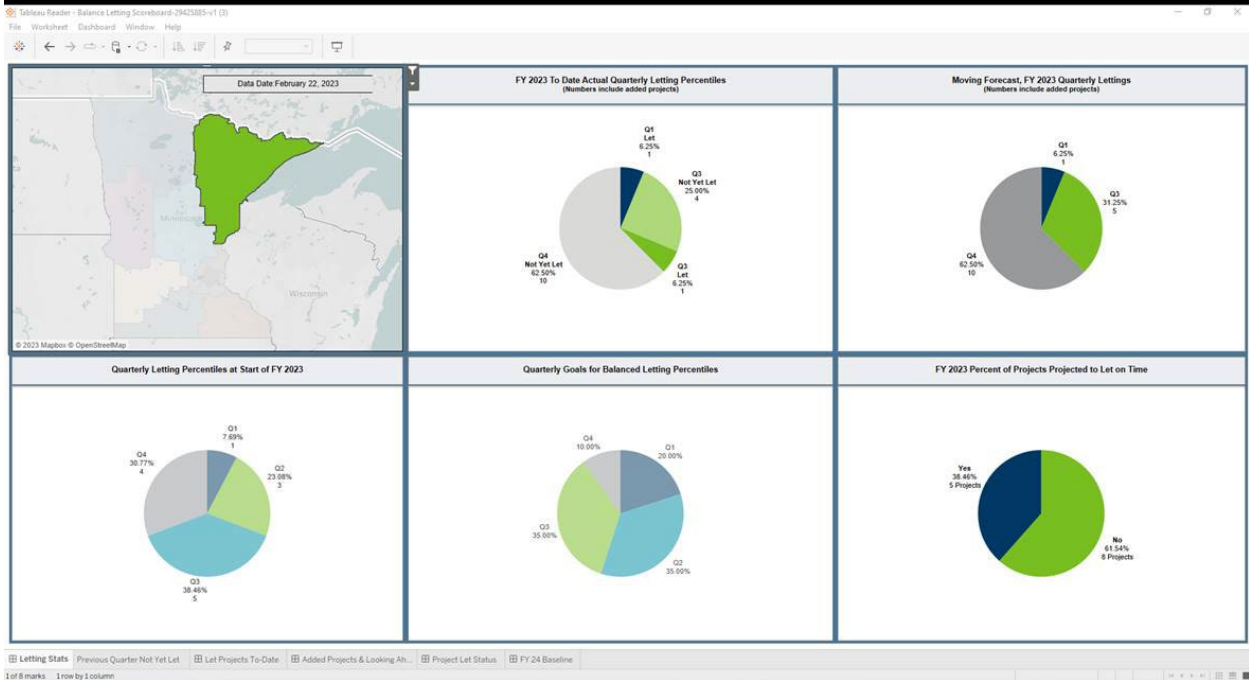 Tableau Reader - Balance Letting Scoreboard-29425885-v1 (3)
File Worksheet Dashboard Window Help
Data Date:February 22, 2023
Minnesota
Wisconsin
© 2023 Mapbox © OpenStreetMap
FY 2023 To Date Actual Quarterly Letting Percentiles
(Numbers include added projects)
Q1
Let
6.25%
1
Q3
Not Yet Let
25.00%
4
Q4
Not Yet Let
62.50%
10
Q3
Let
6.25%
1
Moving Forecast, FY 2023 Quarterly Lettings
(Numbers include added projects)
Q1
6.25%
1
Q3
31.25%
5
Q4
62.50%
10
Quarterly Letting Percentiles at Start of FY 2023
Q1
7.69%
1
Q4
30.77%
4
Q2
23.08%
3
Q3
38.46%
5
Quarterly Goals for Balanced Letting Percentiles
Q4
10.00%
Q1
20.00%
Q3
35.00%
Q2
35.00%
FY 2023 Percent of Projects Projected to Let on Time
Yes
38.46%
5 Projects
No
61.54%
8 Projects
Letting Stats Previous Quarter Not Yet Let Let Projects To-Date Added Projects & Looking Ah... Project Let Status FY 24 Baseline
1 of 8 marks 1 row by 1 column